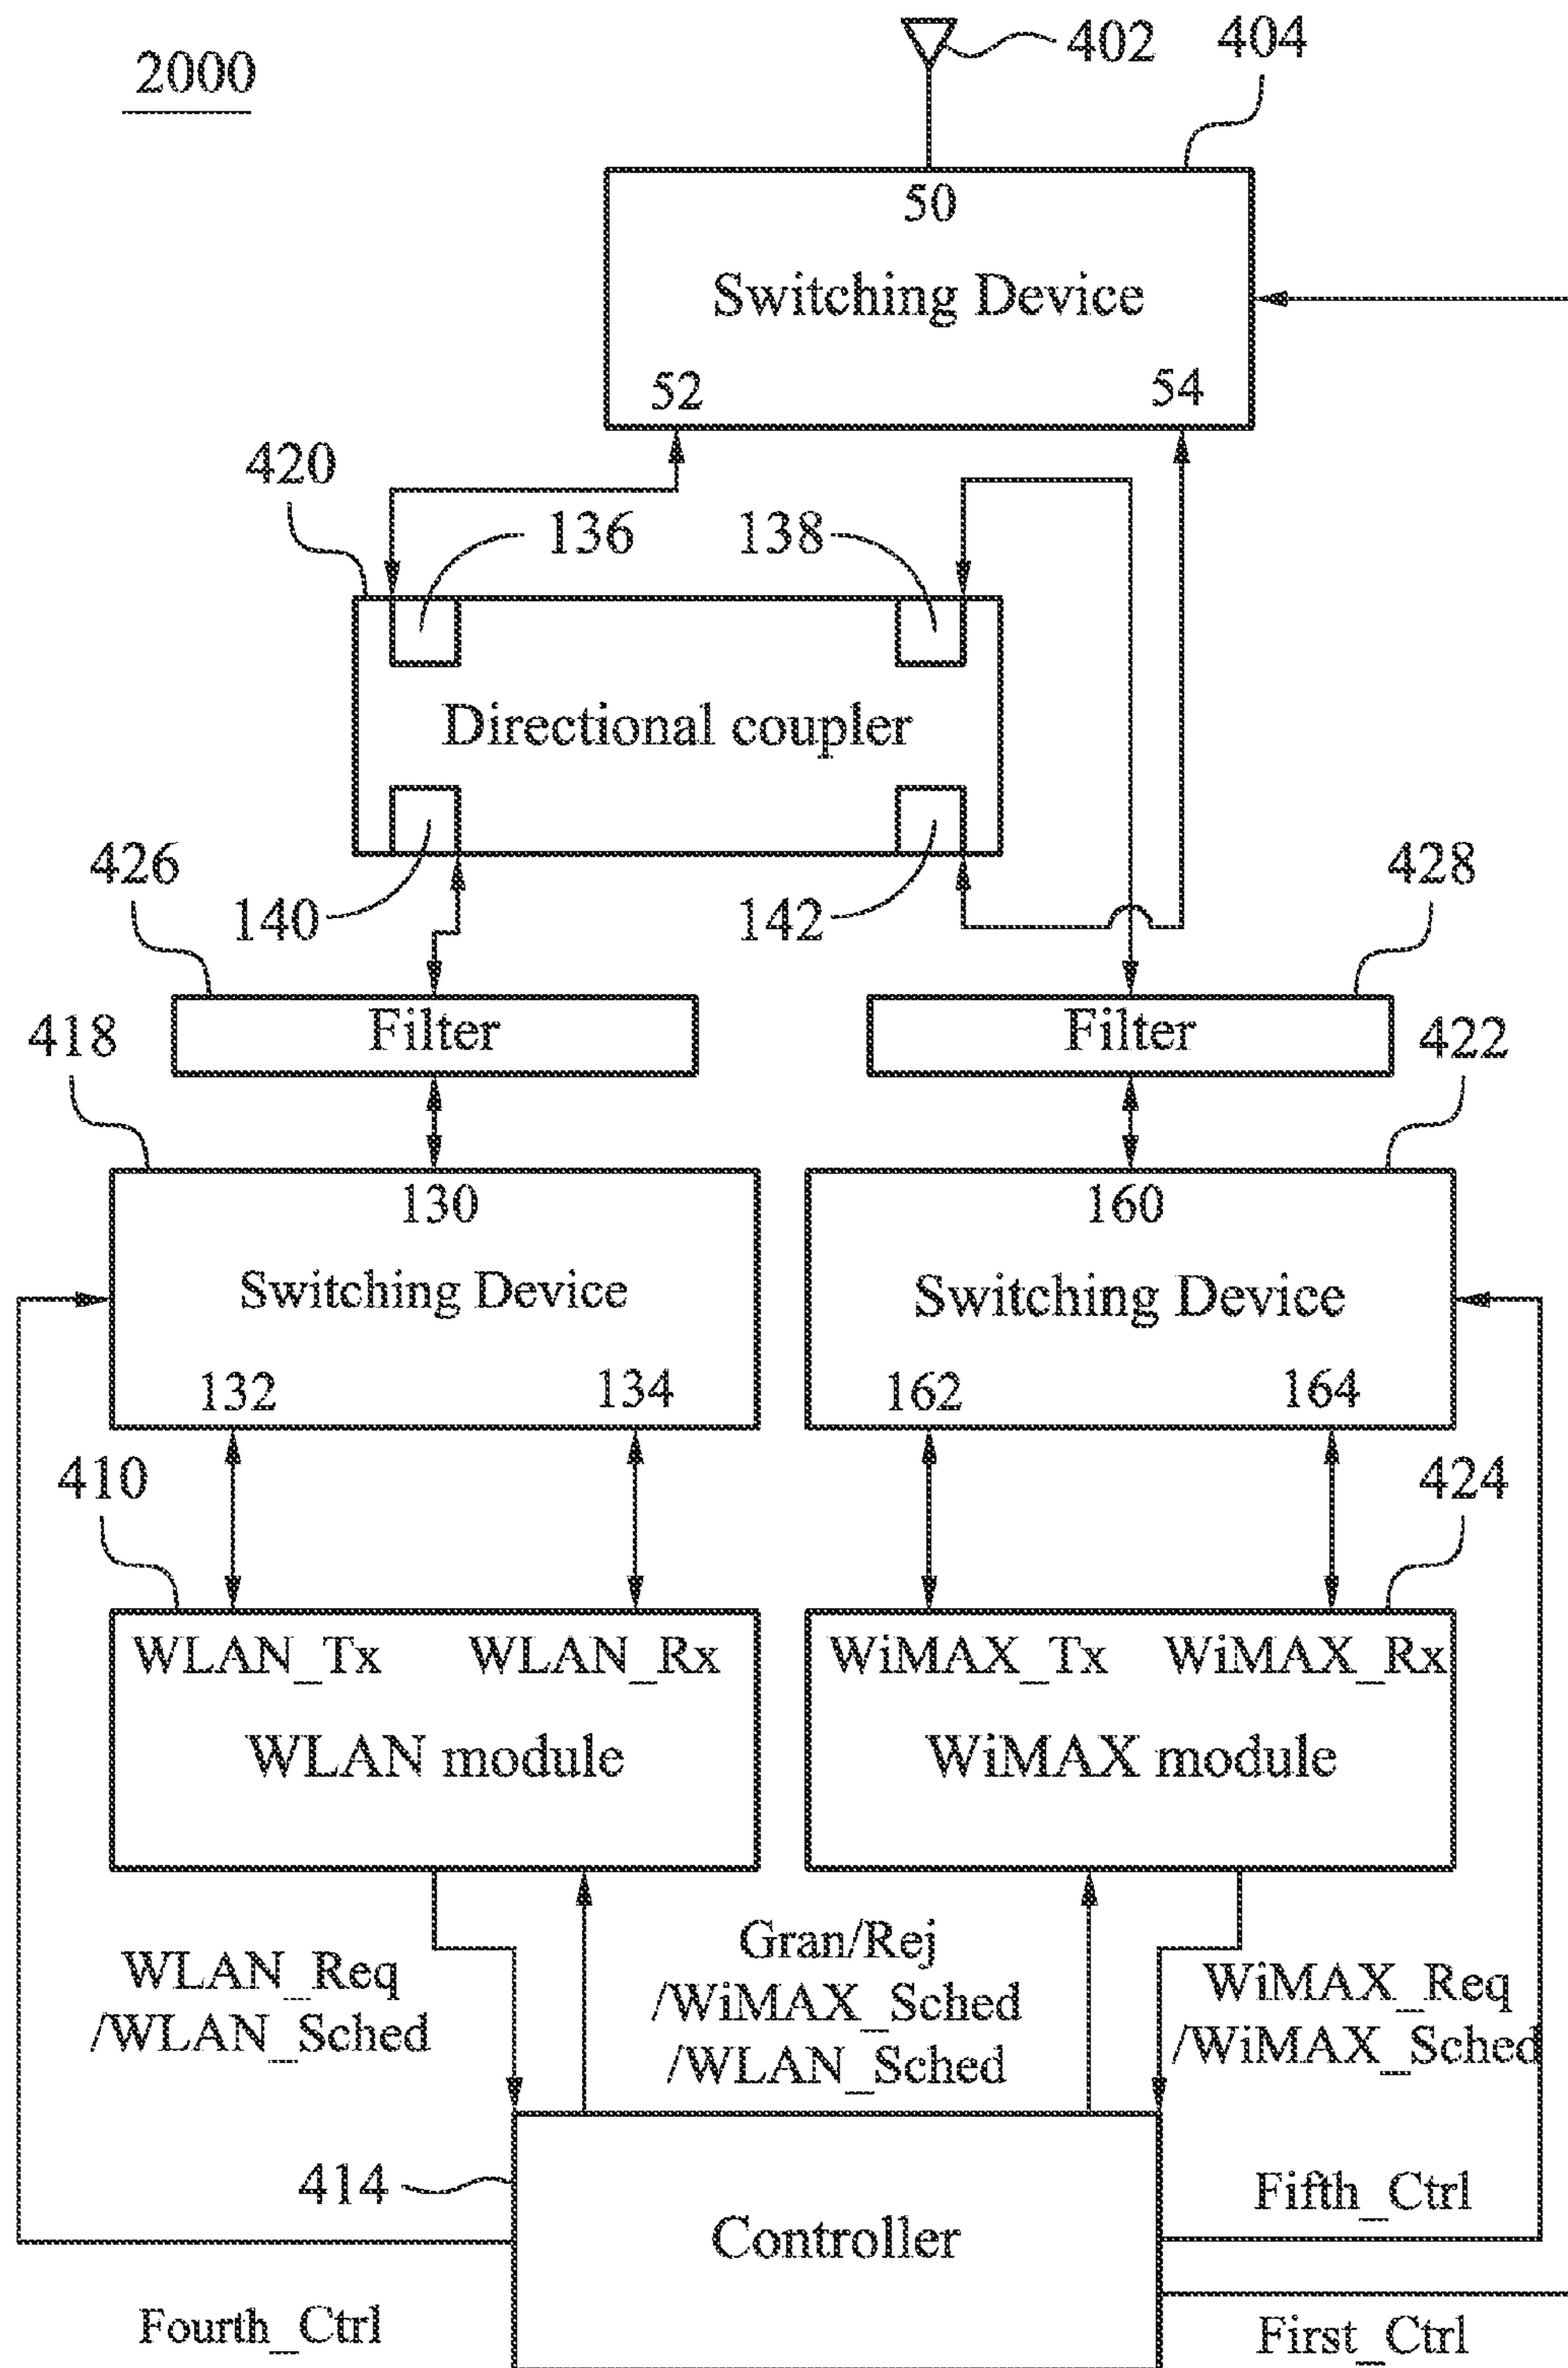 2000
402
404
50
Switching Device
52
54
420
136
138
Directional coupler
140
142
426
428
Filter
Filter
418
422
130
Switching Device
132
134
160
Switching Device
162
164
410
424
WLAN_Tx
WLAN_Rx
WLAN module
WiMAX_Tx
WiMAX_Rx
WiMAX module
WLAN_Req
/WLAN_Sched
Gran/Rej
/WiMAX_Sched
/WLAN_Sched
WiMAX_Req
/WiMAX_Sched
414
Controller
Fifth_Ctrl
Fourth_Ctrl
First_Ctrl